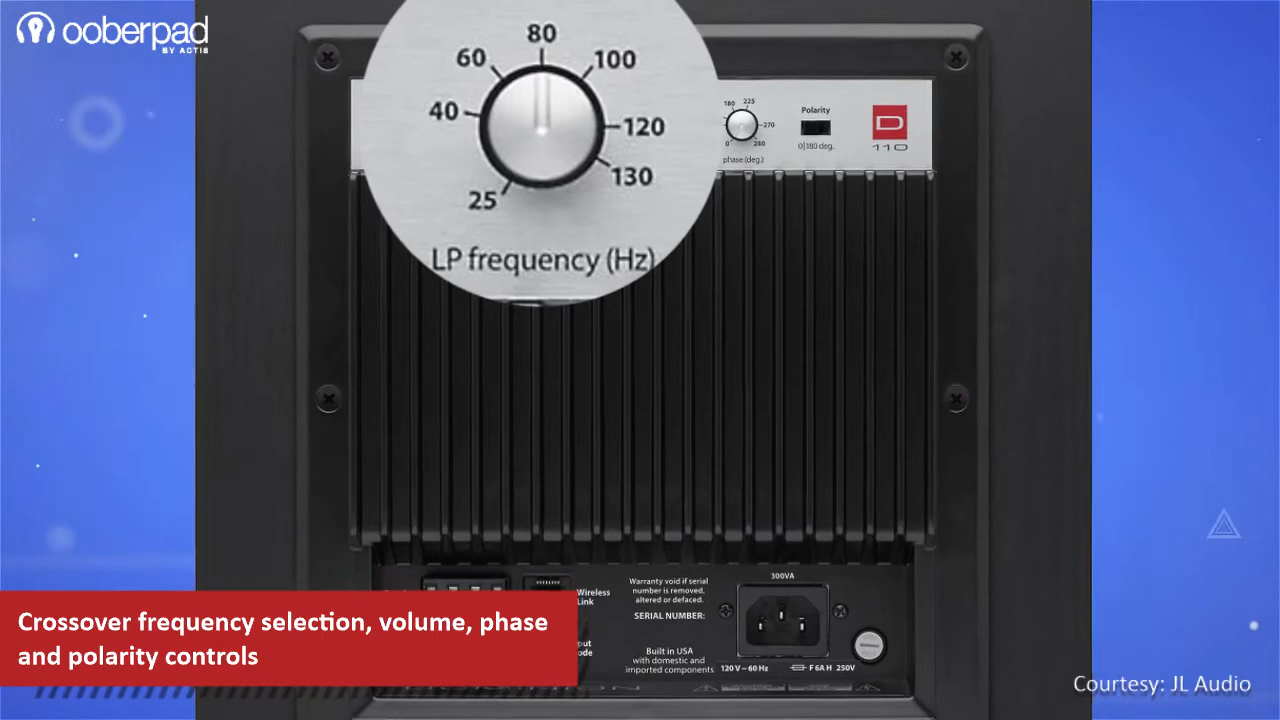 ooberpad
BY ACTIS
80
60
100
40
120
130
25
LP frequency (Hz)
180
225
270
0
280
phase (deg.)
Polarity
0|180 deg.
D
110
Wireless
Link
Warranty void if serial
number is removed,
altered or defaced.
SERIAL NUMBER:
Built in USA
with domestic and
imported components
300VA
120 V – 60 Hz
F 6A H 250V
Crossover frequency selection, volume, phase
and polarity controls
Courtesy: JL Audio